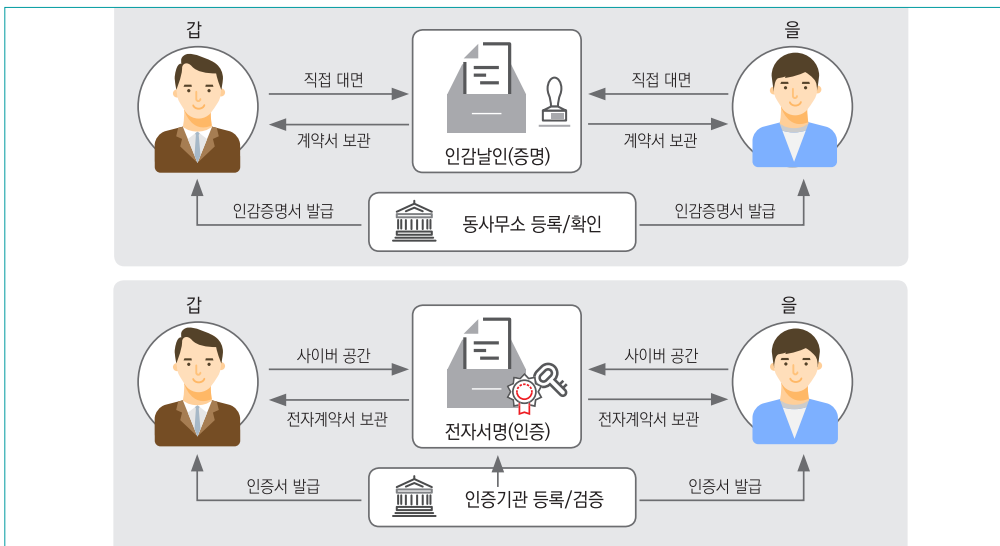 갑
을
직접 대면
직접 대면
계약서 보관
계약서 보관
인감날인(증명)
인감증명서 발급
동사무소 등록/확인
인감증명서 발급
갑
을
사이버 공간
사이버 공간
전자계약서 보관
전자계약서 보관
전자서명(인증)
인증서 발급
인증기관 등록/검증
인증서 발급